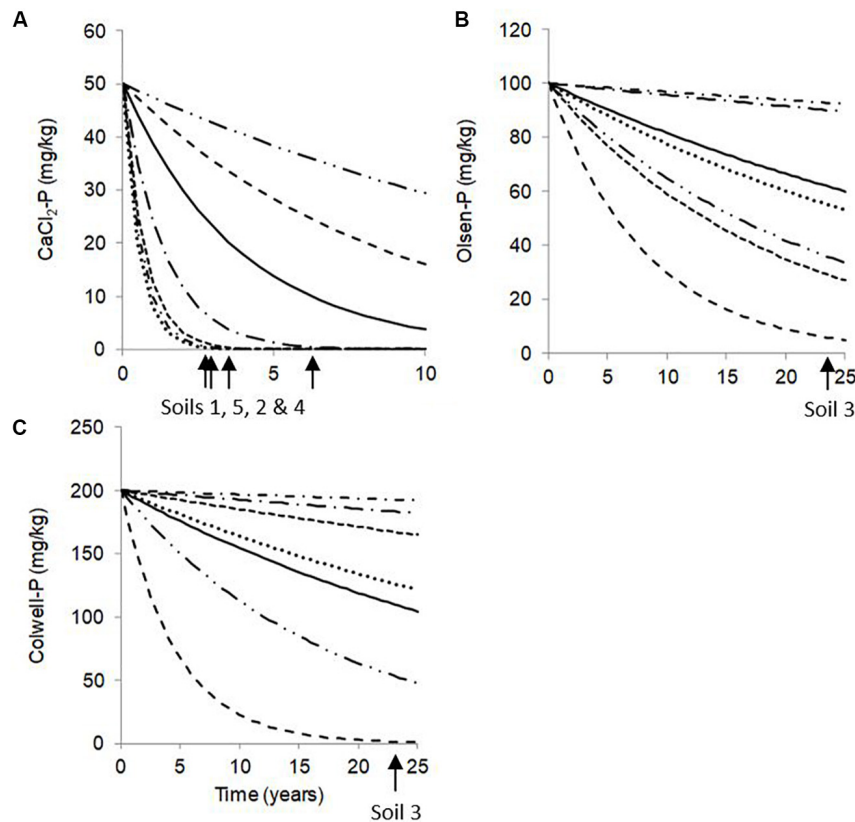 A
60
50
40
30
20
10
0
CaCl₂-P (mg/kg)
0 5 10
Soils 1, 5, 2 & 4
B
120
100
80
60
40
20
0
Olsen-P (mg/kg)
0 5 10 15 20 25
Soil 3
C
250
200
150
100
50
0
Colwell-P (mg/kg)
0 5 10 15 20 25
Time (years)
Soil 3